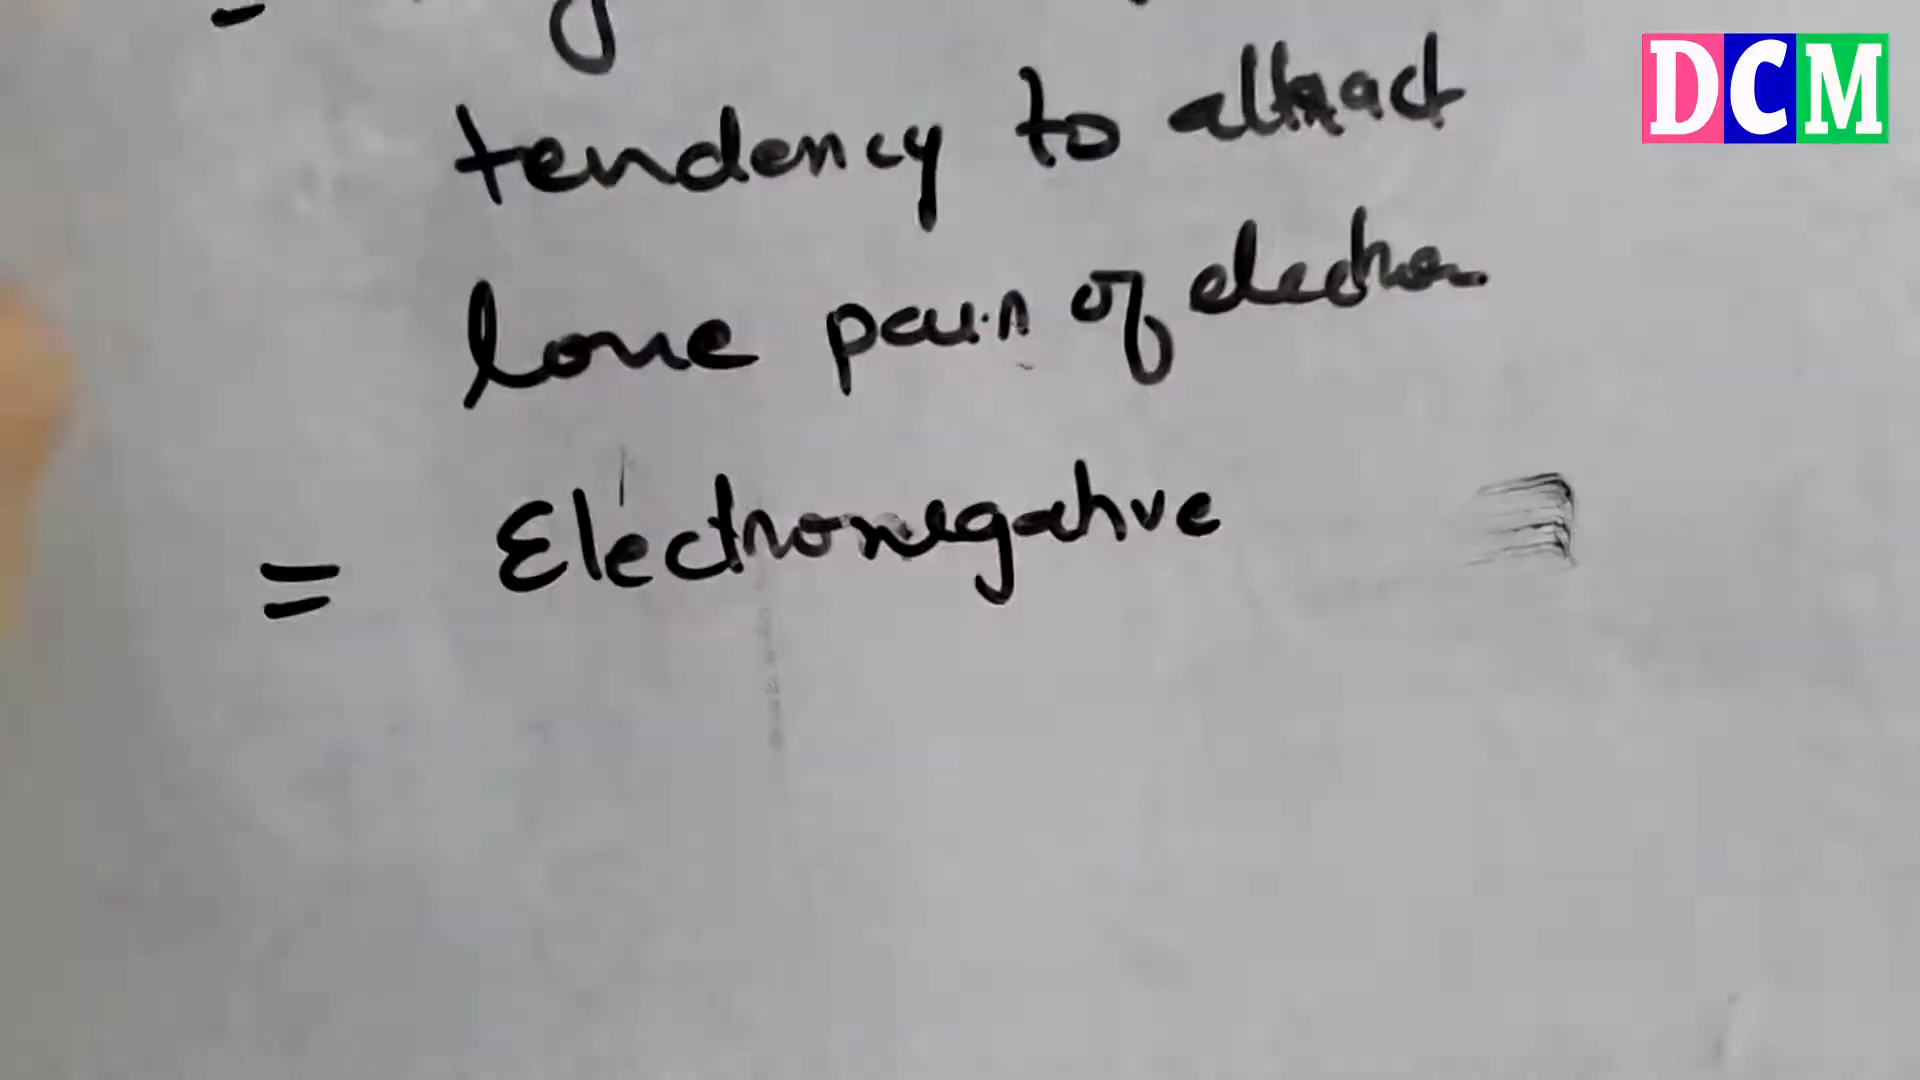 DCM
tendency to attract
lone pair of electron
= Electronegative